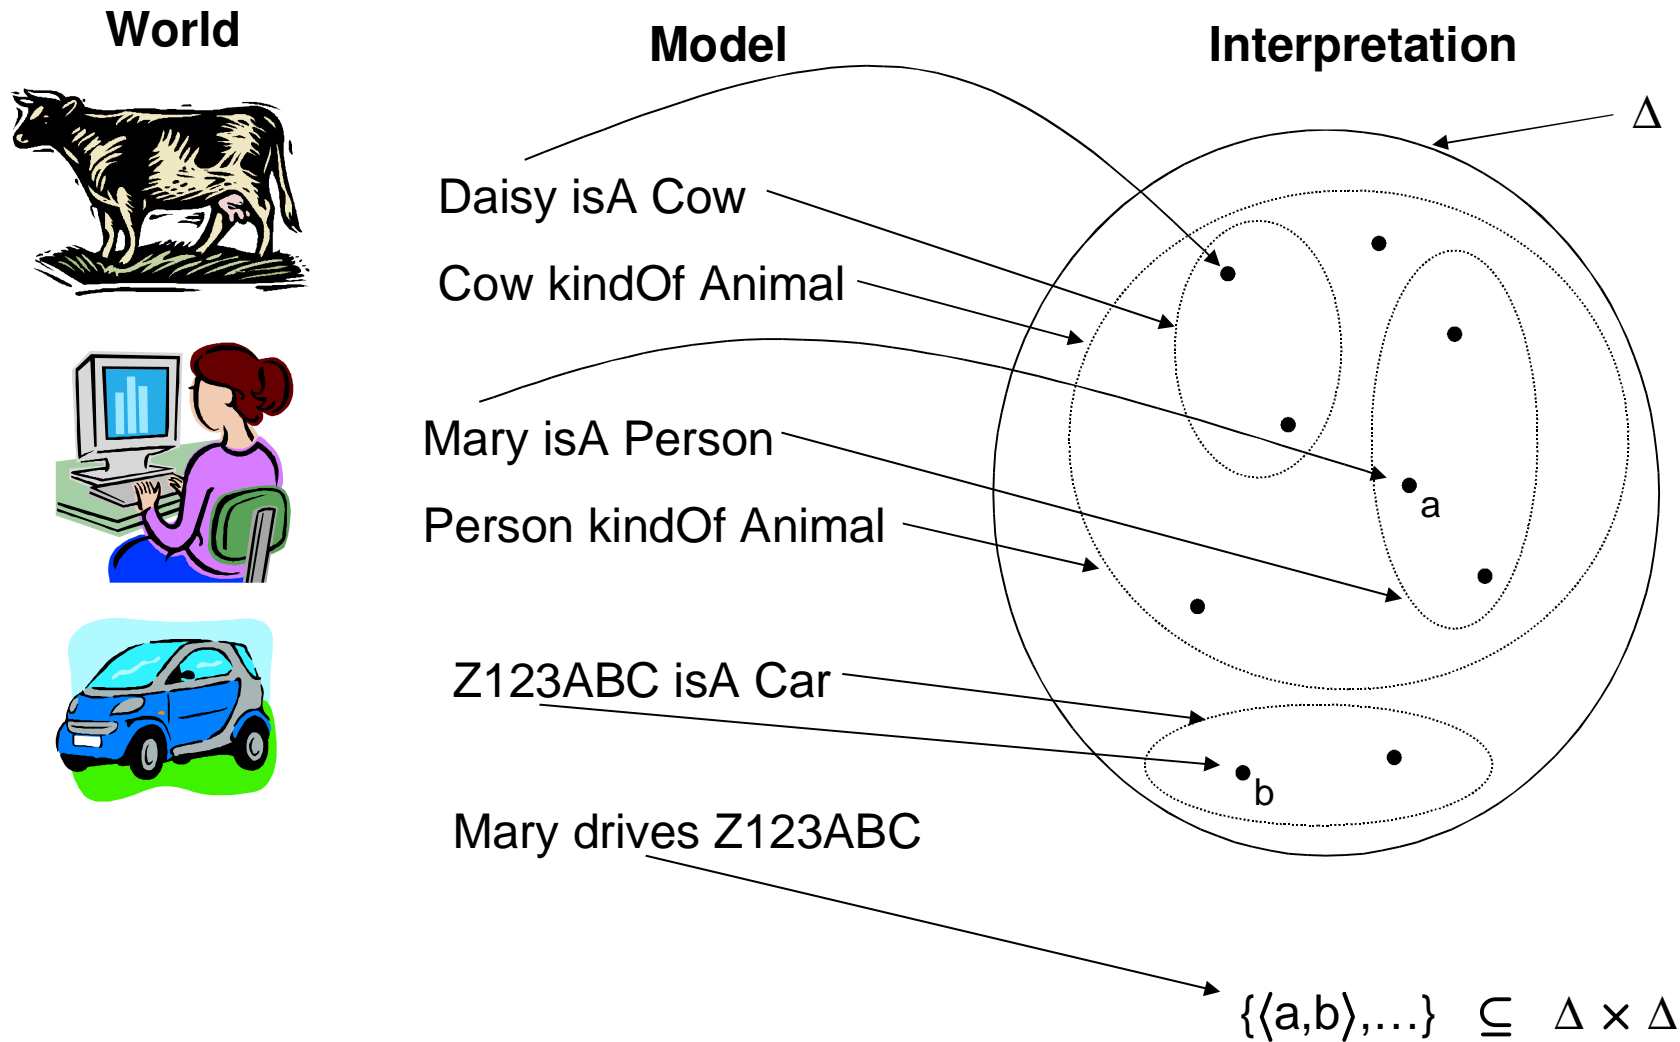 World
Model
Interpretation
Δ
Daisy isA Cow
Cow kindOf Animal
Mary isA Person
a
Person kindOf Animal
Z123ABC isA Car
b
Mary drives Z123ABC
{⟨a,b⟩,…} ⊆ Δ × Δ